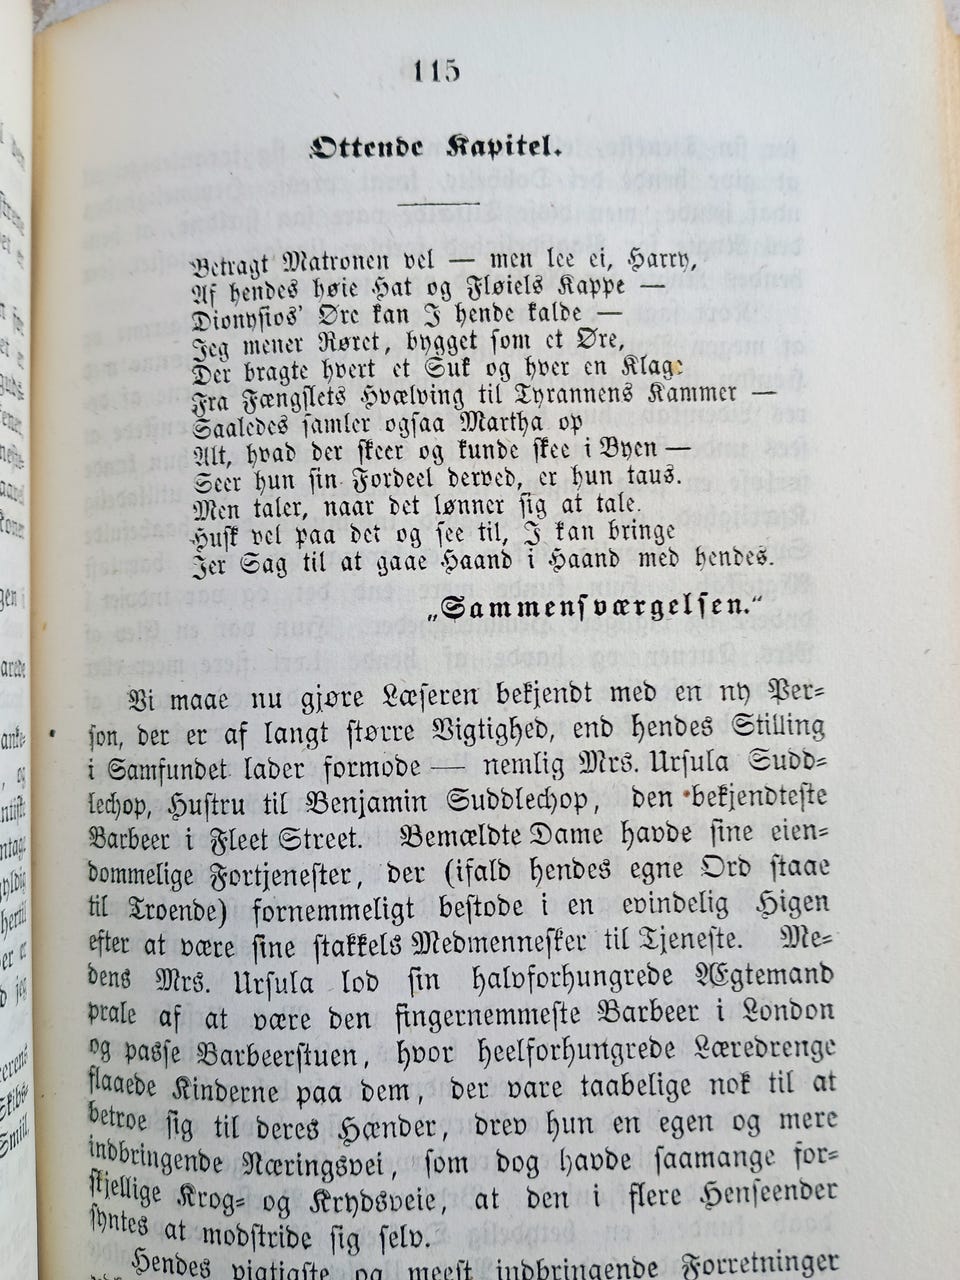 115
Ottende Kapitel.
Betragt Matronen vel — men lee ei, Harry,
Af hendes høie Hat og Fløiels Kappe —
Dionysios' Øre kan I hende kalde —
Jeg mener Røret, bygget som et Øre,
Der bragte hvert et Suk og hver en Klage
Fra Fængslets Hvælving til Tyrannens Kammer —
Saaledes samler ogsaa Martha op
Alt, hvad der skeer og kunde skee i Byen —
Seer hun sin Fordeel derved, er hun taus.
Men taler, naar det lønner sig at tale.
Husk vel paa det og see til, I kan bringe
Jer Sag til at gaae Haand i Haand med hendes.
„Sammensværgelsen.“
Vi maae nu gjøre Læseren bekjendt med en ny Per=
son, der er af langt større Vigtighed, end hendes Stilling
i Samfundet lader formode — nemlig Mrs. Ursula Sudd=
lechop, Hustru til Benjamin Suddlechop, den bekjendteste
Barbeer i Fleet Street. Bemældte Dame havde sine eien=
dommelige Fortjenester, der (ifald hendes egne Ord staae
til Troende) fornemmeligt bestode i en evindelig Higen
efter at være sine stakkels Medmennesker til Tjeneste. Me=
dens Mrs. Ursula lod sin halvforhungrede Ægtemand
prale af at være den fingernemmeste Barbeer i London
og passe Barbeerstuen, hvor heelforhungrede Læredrenge
flaaede Kinderne paa dem, der vare taabelige nok til at
betroe sig til deres Hænder, drev hun en egen og mere
indbringende Næringsvei, som dog havde saamange for=
skjellige Krog= og Krydsveie, at den i flere Henseender
syntes at modstride sig selv.
Hendes vigtigste og meest indbringende Forretninger